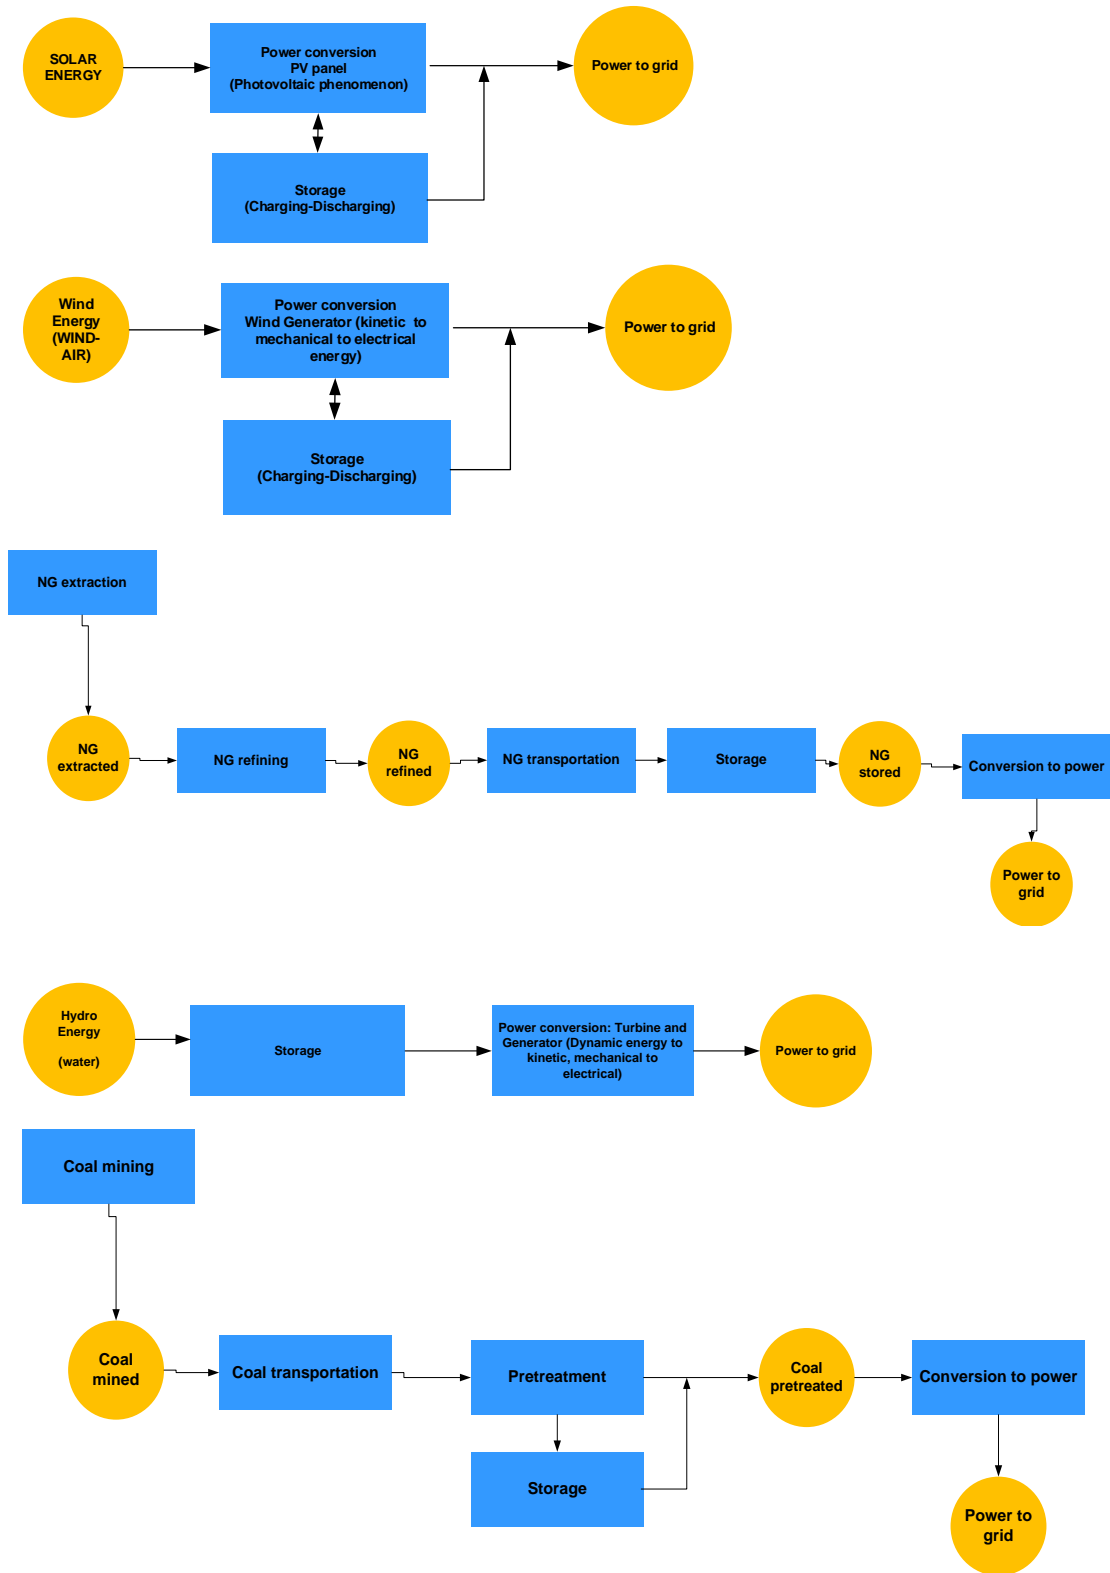 SOLAR
ENERGY
Power conversion
PV panel
(Photovoltaic phenomenon)
Power to grid
Storage
(Charging-Discharging)
Wind
Energy
(WIND-
AIR)
Power conversion
Wind Generator (kinetic to
mechanical to electrical
energy)
Power to grid
Storage
(Charging-Discharging)
NG extraction
NG
extracted
NG refining
NG
refined
NG transportation
Storage
NG
stored
Conversion to power
Power to
grid
Hydro
Energy
(water)
Storage
Power conversion: Turbine and
Generator (Dynamic energy to
kinetic, mechanical to
electrical)
Power to grid
Coal mining
Coal
mined
Coal transportation
Pretreatment
Coal
pretreated
Conversion to power
Storage
Power to
grid